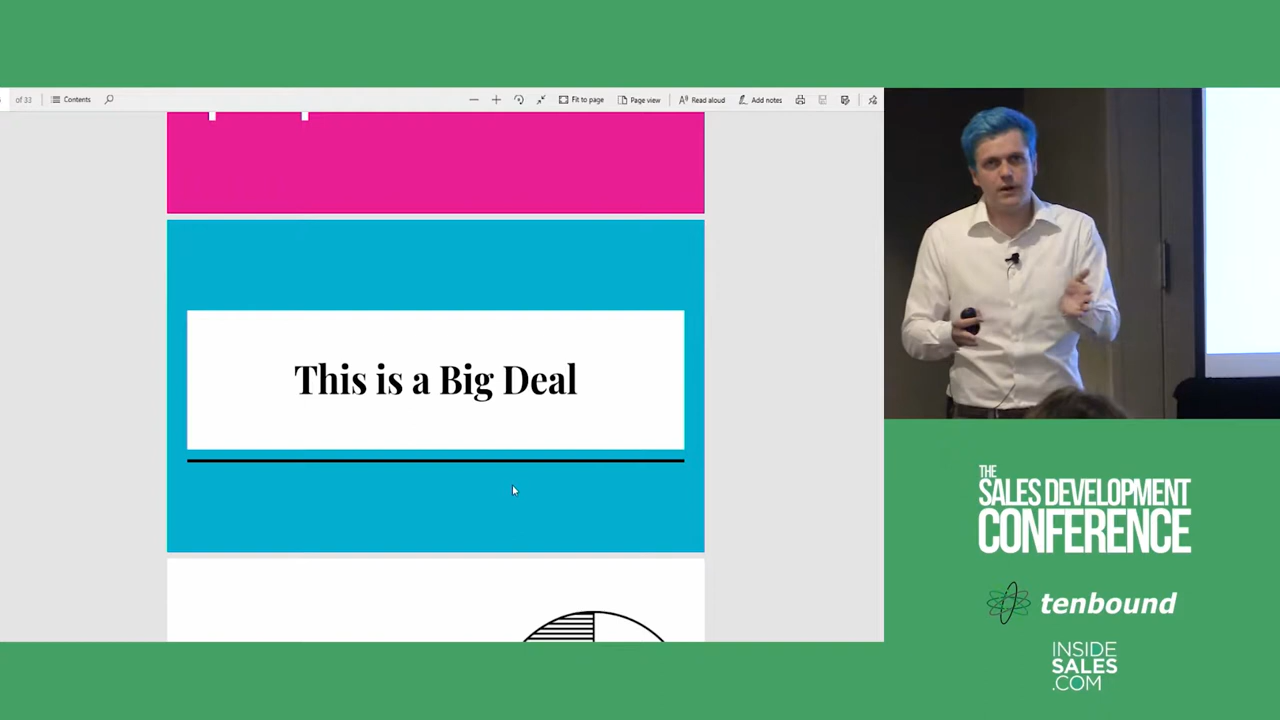 of 33
Contents
Fit to page
Page view
Read aloud
Add notes
This is a Big Deal
THE
SALES DEVELOPMENT
CONFERENCE
tenbound
INSIDE
SALES
.COM